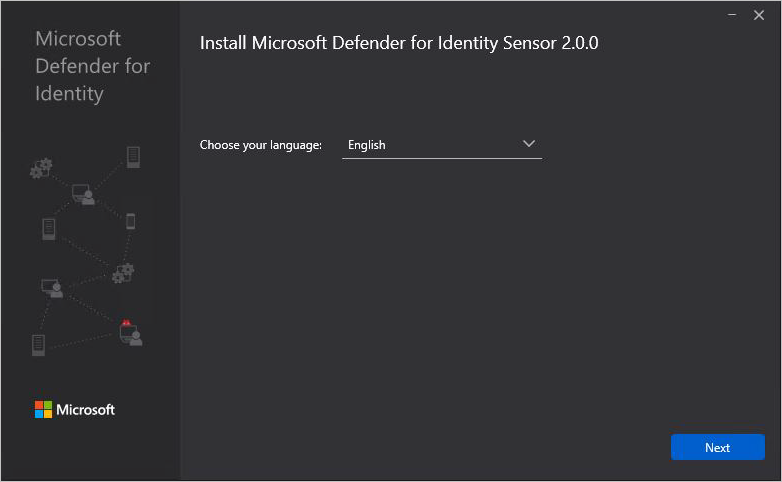 Microsoft
Defender for
Identity
Install Microsoft Defender for Identity Sensor 2.0.0
Choose your language: English
Microsoft
Next